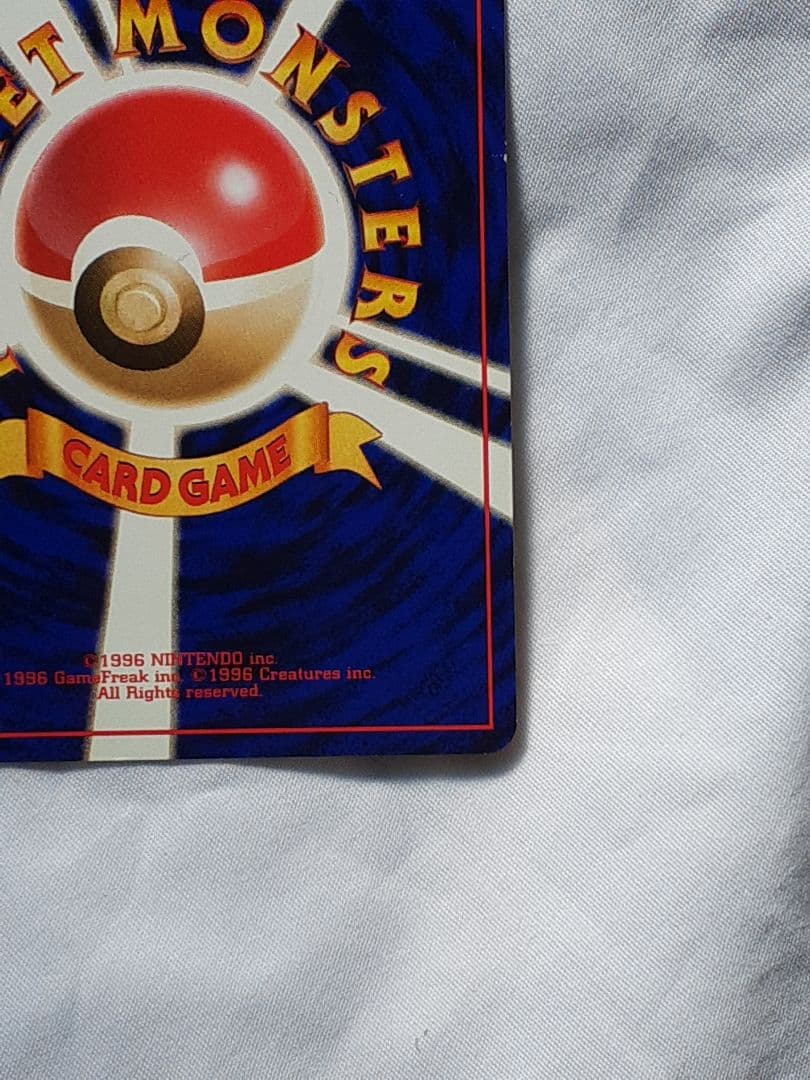 ET MONSTERS
CARD GAME
©1996 NINTENDO inc.
1996 GameFreak inc. ©1996 Creatures inc.
All Rights reserved.